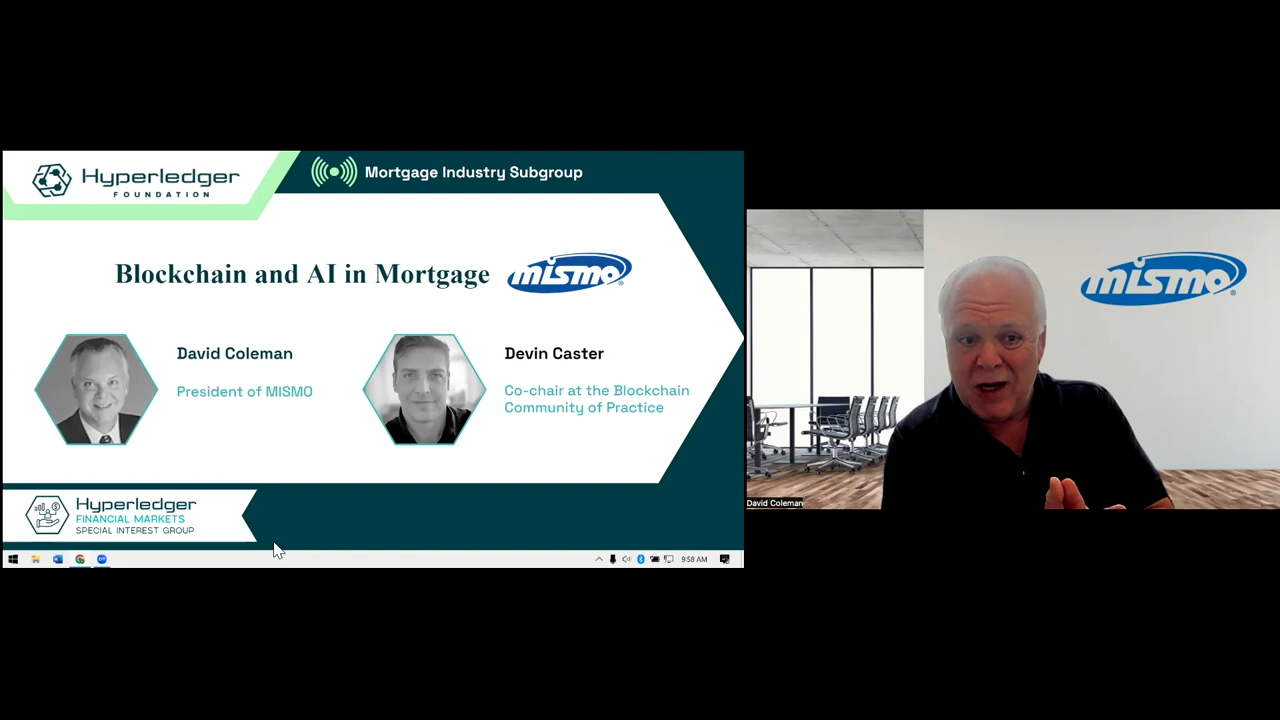 Hyperledger
FOUNDATION
Mortgage Industry Subgroup
Blockchain and AI in Mortgage
mismo
David Coleman
President of MISMO
Devin Caster
Co-chair at the Blockchain
Community of Practice
Hyperledger
FINANCIAL MARKETS
SPECIAL INTEREST GROUP
9:58 AM
mismo
David Coleman